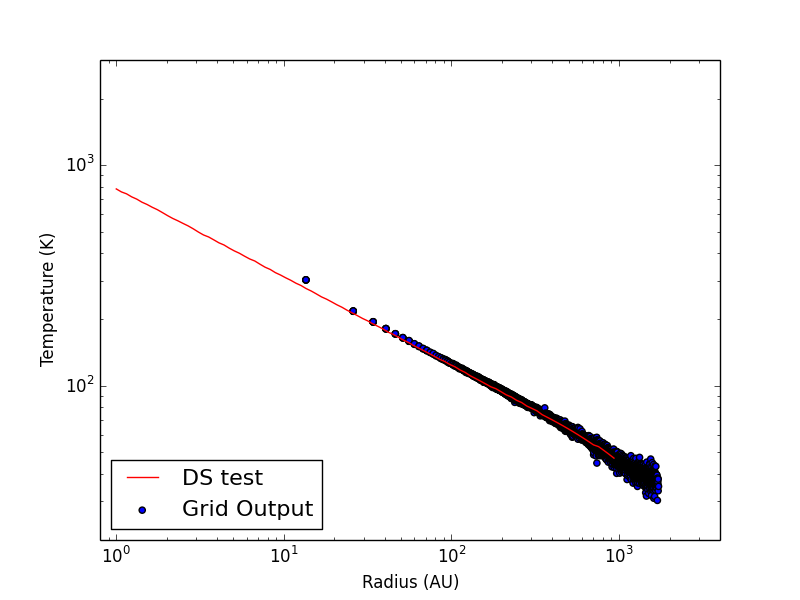 10³
10²
Temperature (K)
DS test
Grid Output
10⁰
10¹
10²
10³
Radius (AU)